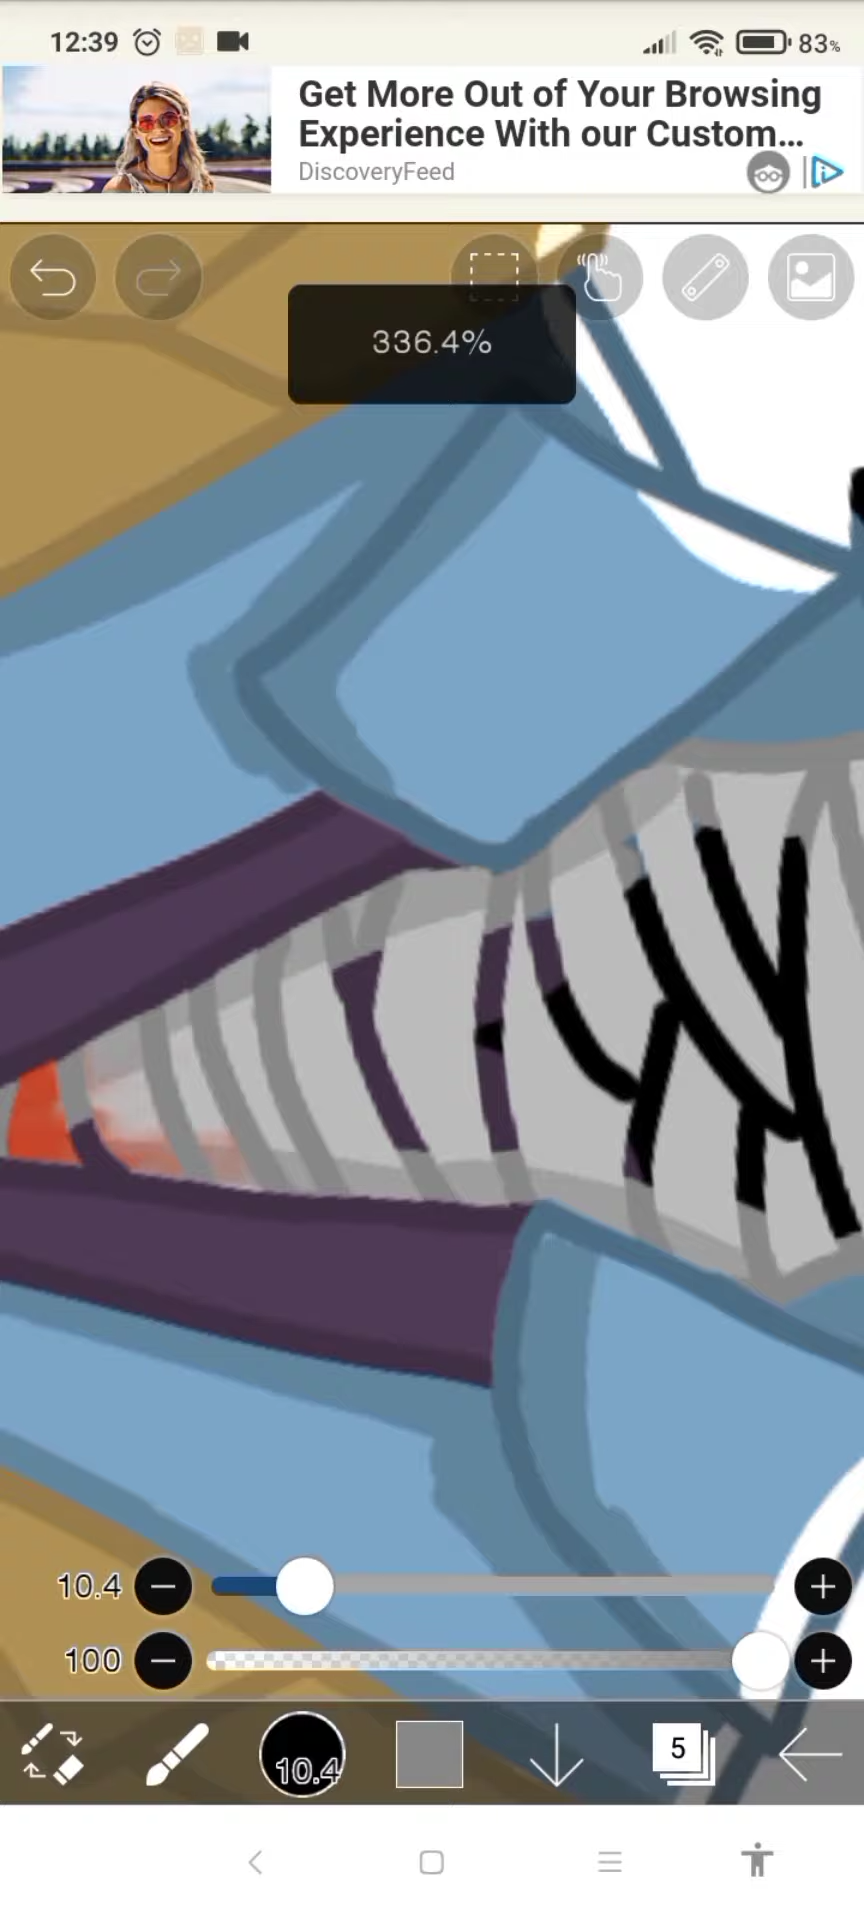 12:39
83%
Get More Out of Your Browsing
Experience With our Custom...
DiscoveryFeed
336.4%
10.4
100
10.4
5